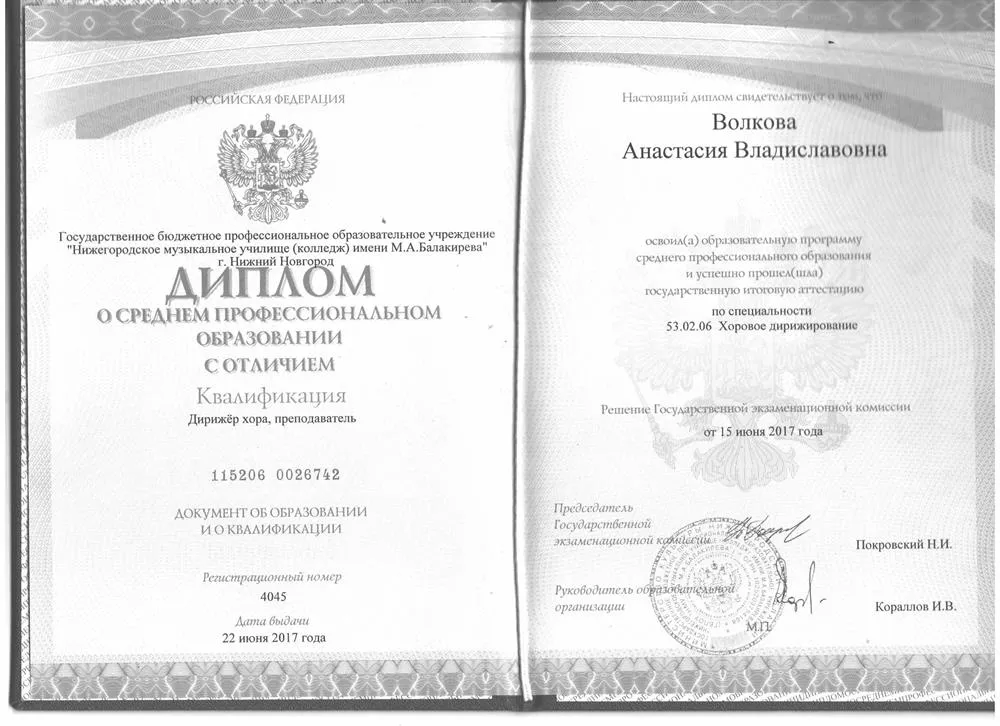 РОССИЙСКАЯ ФЕДЕРАЦИЯ
Государственное бюджетное профессиональное образовательное учреждение
"Нижегородское музыкальное училище (колледж) имени М.А.Балакирева"
г. Нижний Новгород
ДИПЛОМ
О СРЕДНЕМ ПРОФЕССИОНАЛЬНОМ
ОБРАЗОВАНИИ
С ОТЛИЧИЕМ
Квалификация
Дирижёр хора, преподаватель
115206 0026742
ДОКУМЕНТ ОБ ОБРАЗОВАНИИ
И О КВАЛИФИКАЦИИ
Регистрационный номер
4045
Дата выдачи
22 июня 2017 года
Настоящий диплом свидетельствует о том, что
Волкова
Анастасия Владиславовна
освоил(а) образовательную программу
среднего профессионального образования
и успешно прошел(шла)
государственную итоговую аттестацию
по специальности
53.02.06 Хоровое дирижирование
Решение Государственной экзаменационной комиссии
от 15 июня 2017 года
Председатель
Государственной
экзаменационной комиссии
Покровский Н.И.
Руководитель образовательной
организации
Кораллов И.В.
М.П.